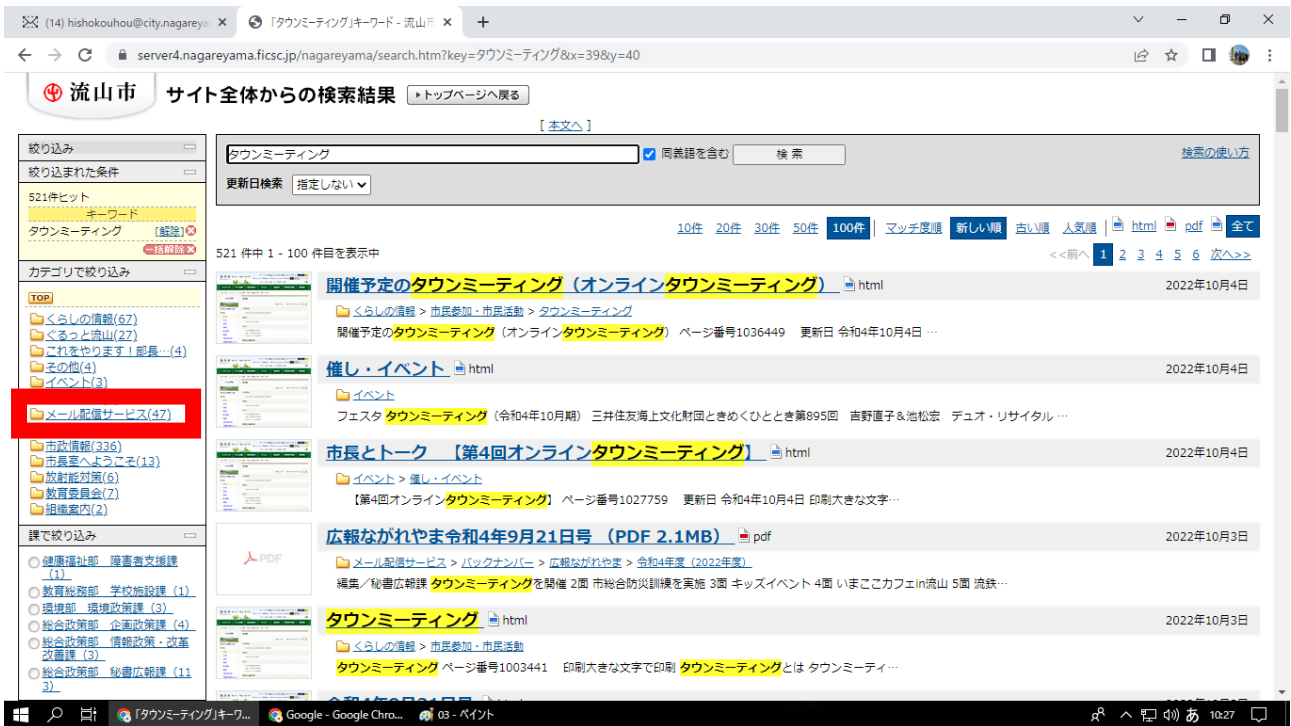 (14) hishokouhou@city.nagareya
「タウンミーティング」キーワード - 流山市
server4.nagareyama.ficsc.jp/nagareyama/search.htm?key=タウンミーティング&x=39&y=40
流山市 サイト全体からの検索結果 トップページへ戻る
[ 本文へ ]
絞り込み
絞り込まれた条件
521件ヒット
キーワード
タウンミーティング [解除]
一括解除
カテゴリで絞り込み
TOP
くらしの情報(67)
ぐるっと流山(27)
これをやります！部長…(4)
その他(4)
イベント(3)
メール配信サービス(47)
市政情報(336)
市長室へようこそ(13)
放射能対策(6)
教育委員会(7)
組織案内(2)
課で絞り込み
健康福祉部 障害者支援課
(1)
教育総務部 学校施設課 (1)
環境部 環境政策課 (3)
総合政策部 企画政策課 (4)
総合政策部 情報政策・改革
改善課 (3)
総合政策部 秘書広報課 (11
3)
タウンミーティング 同義語を含む 検 索 検索の使い方
更新日検索 指定しない
10件 20件 30件 50件 100件 マッチ度順 新しい順 古い順 人気順 html pdf 全て
521 件中 1 - 100 件目を表示中 <<前へ 1 2 3 4 5 6 次へ>>
開催予定のタウンミーティング（オンラインタウンミーティング） html 2022年10月4日
くらしの情報 > 市民参加・市民活動 > タウンミーティング
開催予定のタウンミーティング（オンラインタウンミーティング） ページ番号1036449 更新日 令和4年10月4日 …
催し・イベント html 2022年10月4日
イベント
フェスタ タウンミーティング（令和4年10月期） 三井住友海上文化財団ときめくひととき第895回 吉野直子＆池松宏 デュオ・リサイタル …
市長とトーク 【第4回オンラインタウンミーティング】 html 2022年10月4日
イベント > 催し・イベント
【第4回オンラインタウンミーティング】 ページ番号1027759 更新日 令和4年10月4日 印刷大きな文字…
PDF
広報ながれやま令和4年9月21日号 （PDF 2.1MB） pdf 2022年10月3日
メール配信サービス > バックナンバー > 広報ながれやま > 令和4年度（2022年度）
編集／秘書広報課 タウンミーティングを開催 2面 市総合防災訓練を実施 3面 キッズイベント 4面 いまここカフェin流山 5面 流鉄…
タウンミーティング html 2022年10月3日
くらしの情報 > 市民参加・市民活動
タウンミーティング ページ番号1003441 印刷大きな文字で印刷 タウンミーティングとは タウンミーティ…
「タウンミーティング」キーワ... Google - Google Chro... 03 - ペイント あ 10:27